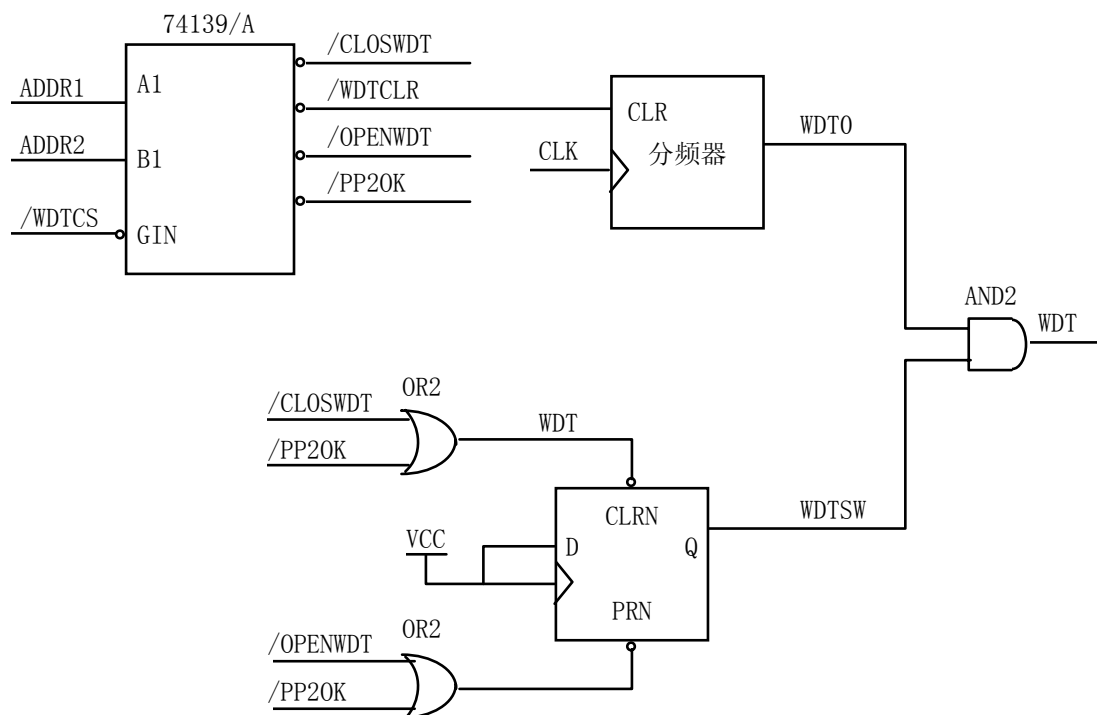 74139/A
/CLOSWDT
ADDR1
A1
/WDTCLR
CLR
WDTO
ADDR2
B1
/OPENWDT
CLK
分频器
/PP2OK
/WDTCS
GIN
AND2
WDT
OR2
/CLOSWDT
/PP2OK
WDT
CLRN
WDTSW
VCC
D
Q
PRN
OR2
/OPENWDT
/PP2OK